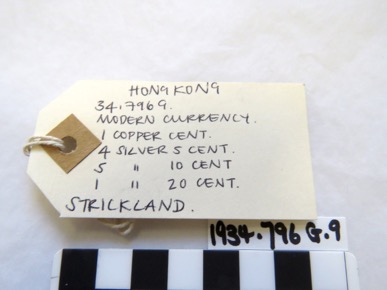 HONG KONG
34.796G.
MODERN CURRENCY.
1 COPPER CENT.
4 SILVER 5 CENT.
5 " 10 CENT
1 " 20 CENT.
STRICKLAND.
1934.796 G.9